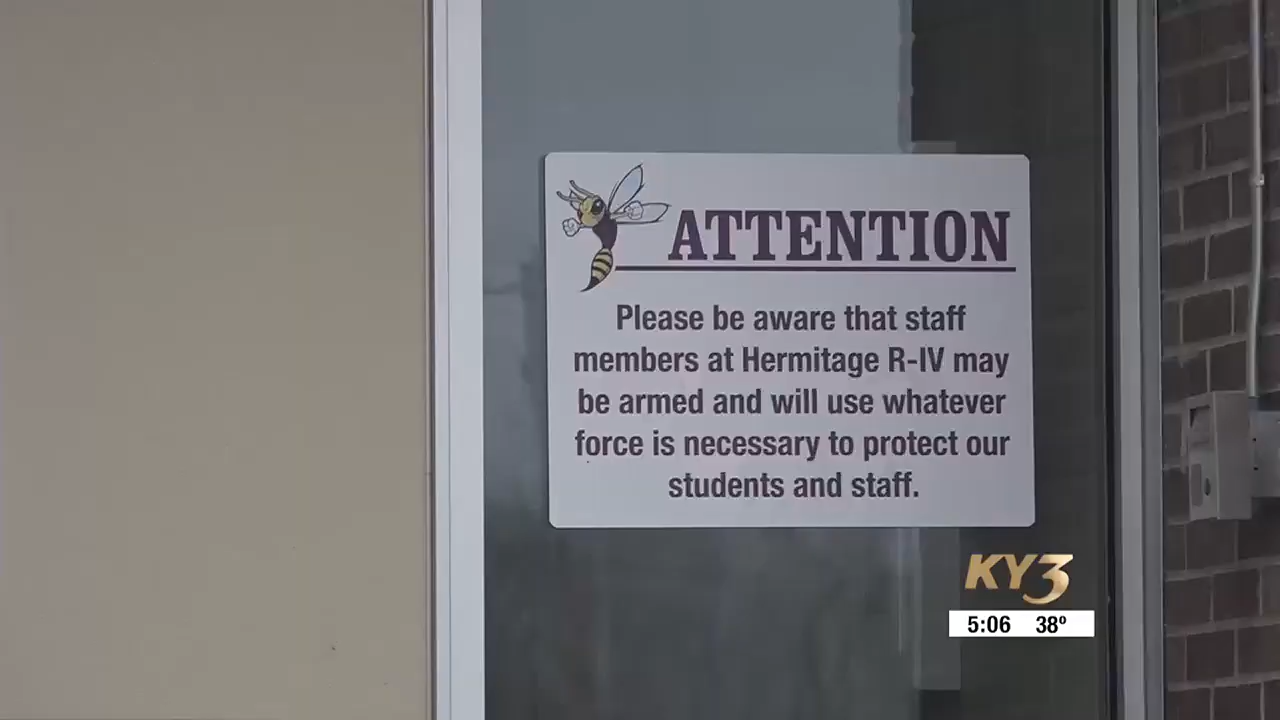 ATTENTION
Please be aware that staff
members at Hermitage R-IV may
be armed and will use whatever
force is necessary to protect our
students and staff.
KY3
5:06 38º